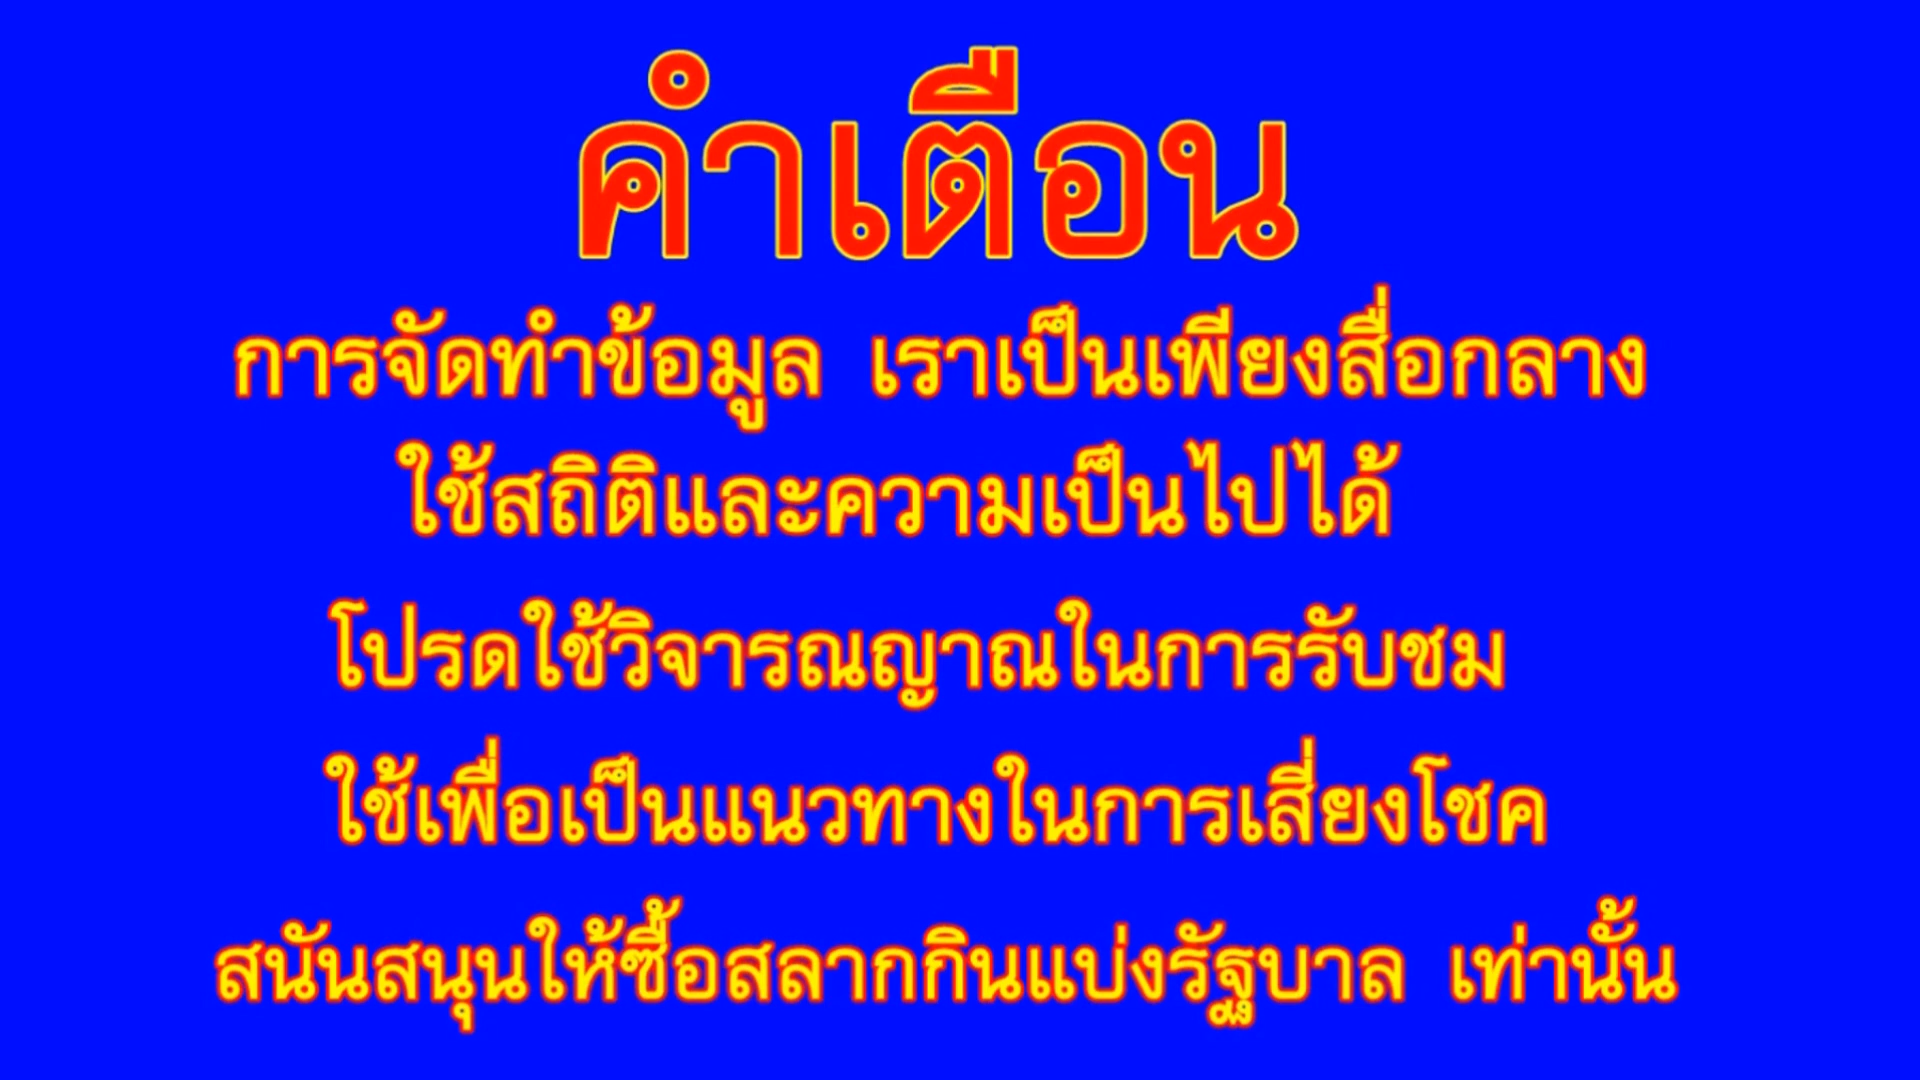 คำเตือน
การจัดทำข้อมูล เราเป็นเพียงสื่อกลาง
ใช้สถิติและความเป็นไปได้
โปรดใช้วิจารณญาณในการรับชม
ใช้เพื่อเป็นแนวทางในการเสี่ยงโชค
สนันสนุนให้ซื้อสลากกินแบ่งรัฐบาล เท่านั้น